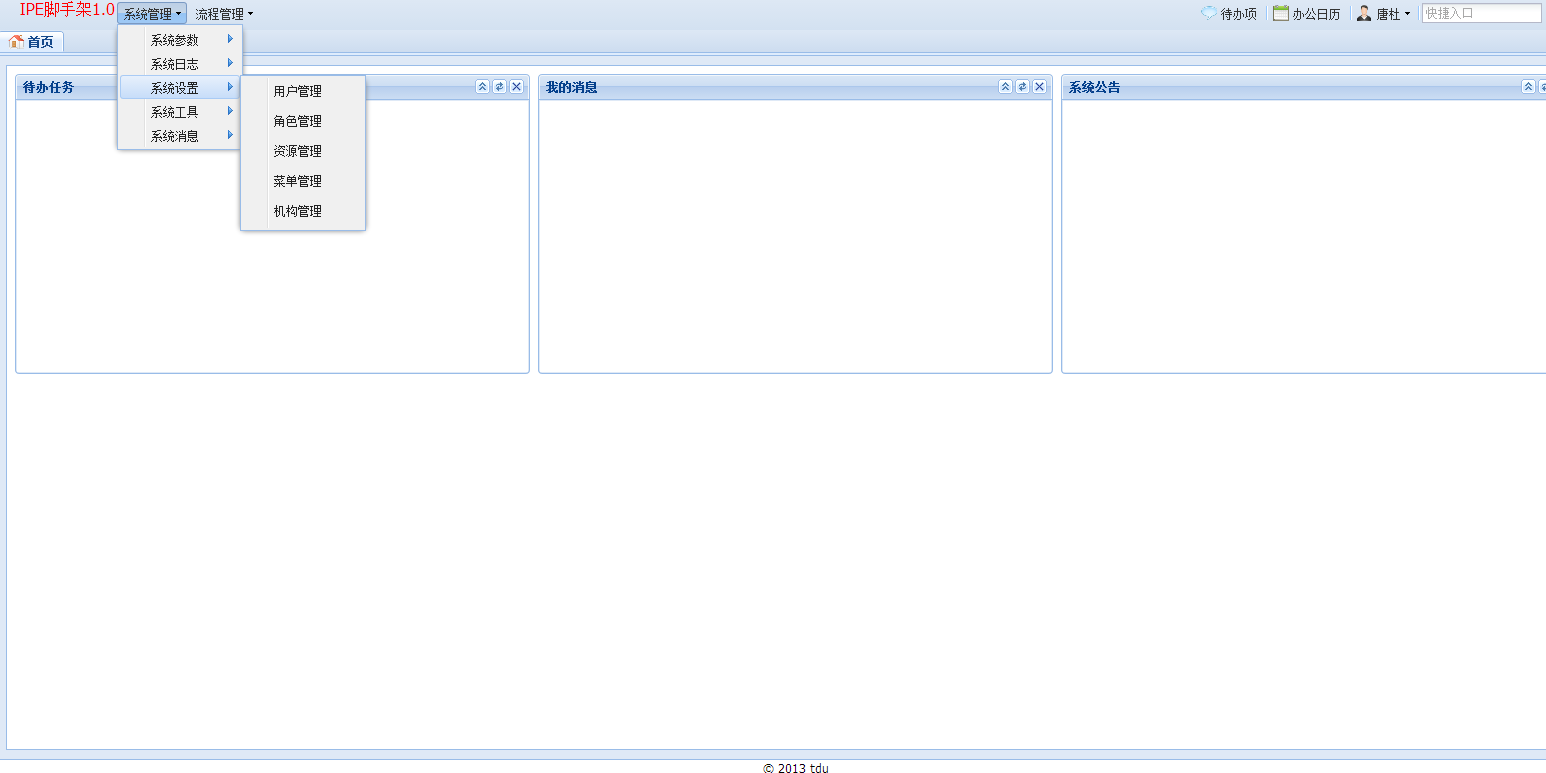 IPE脚手架1.0 系统管理 流程管理 待办项 办公日历 唐杜 快捷入口
首页
系统参数
系统日志
系统设置
系统工具
系统消息
用户管理
角色管理
资源管理
菜单管理
机构管理
待办任务 我的消息 系统公告
© 2013 tdu